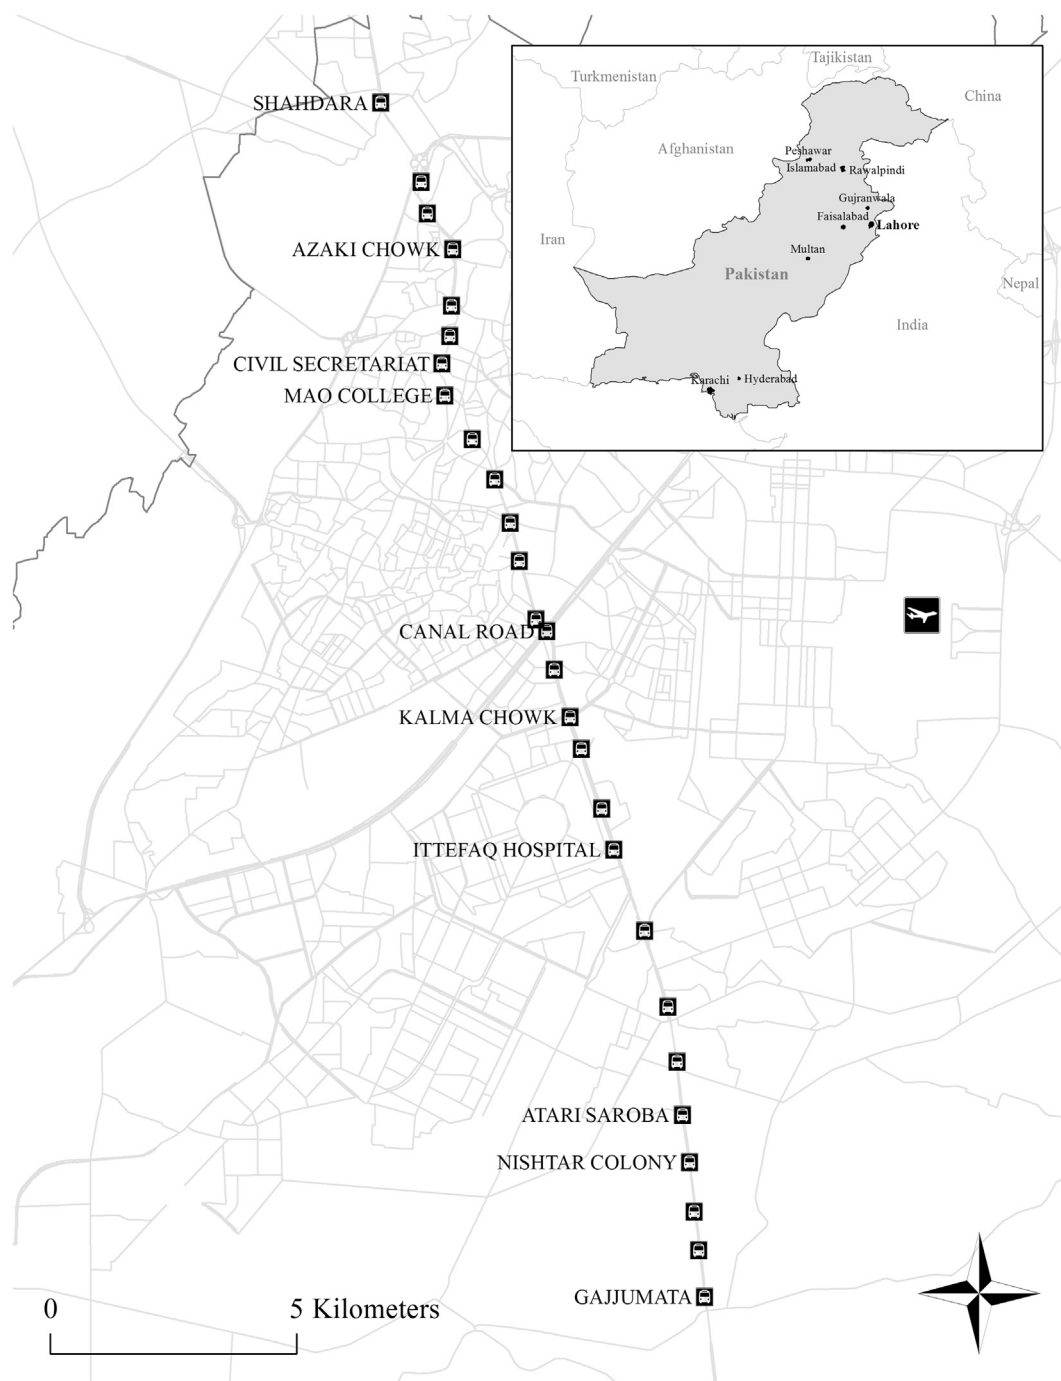 Tajikistan
Turkmenistan
China
SHAHDARA
Afghanistan
Peshawar
Islamabad
Rawalpindi
Gujranwala
Faisalabad
Lahore
Iran
AZAKI CHOWK
Multan
Pakistan
Nepal
India
CIVIL SECRETARIAT
Karachi
Hyderabad
MAO COLLEGE
CANAL ROAD
KALMA CHOWK
ITTEFAQ HOSPITAL
ATARI SAROBA
NISHTAR COLONY
GAJJUMATA
0 5 Kilometers